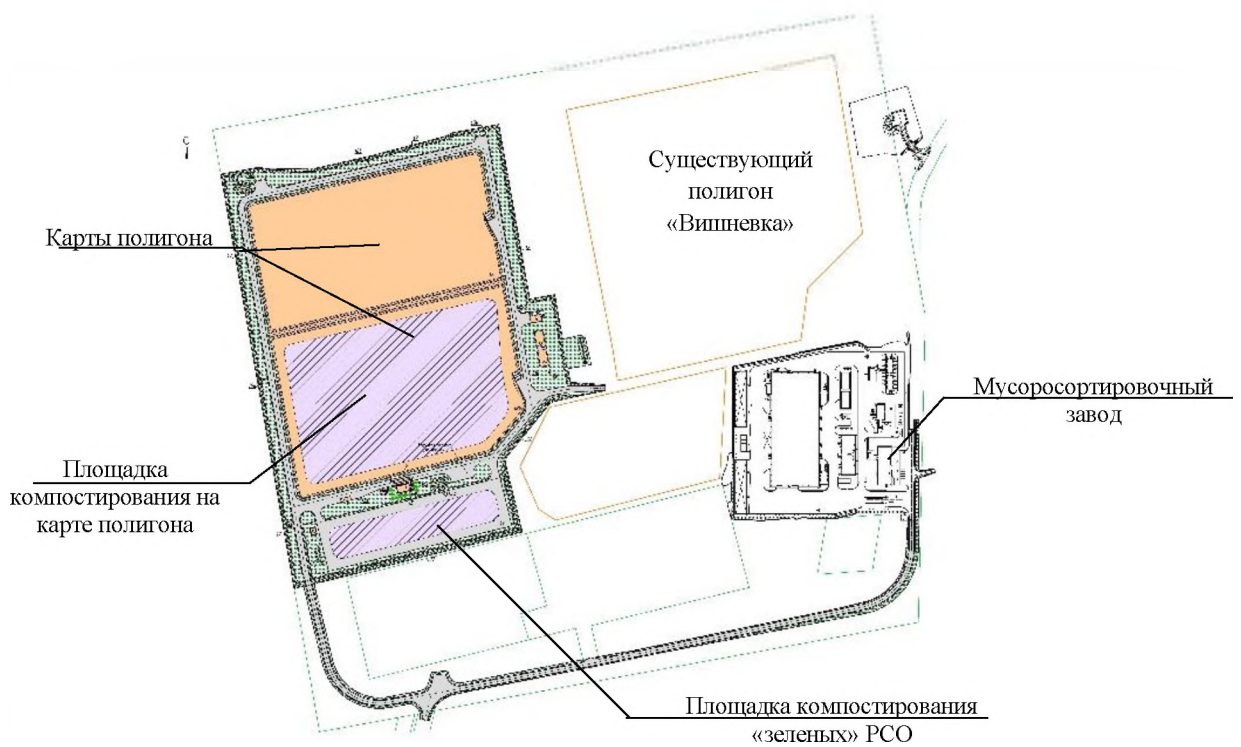 Существующий
полигон
«Вишневка»
Карты полигона
Мусоросортировочный
завод
Площадка
компостирования на
карте полигона
Площадка компостирования
«зеленых» РСО